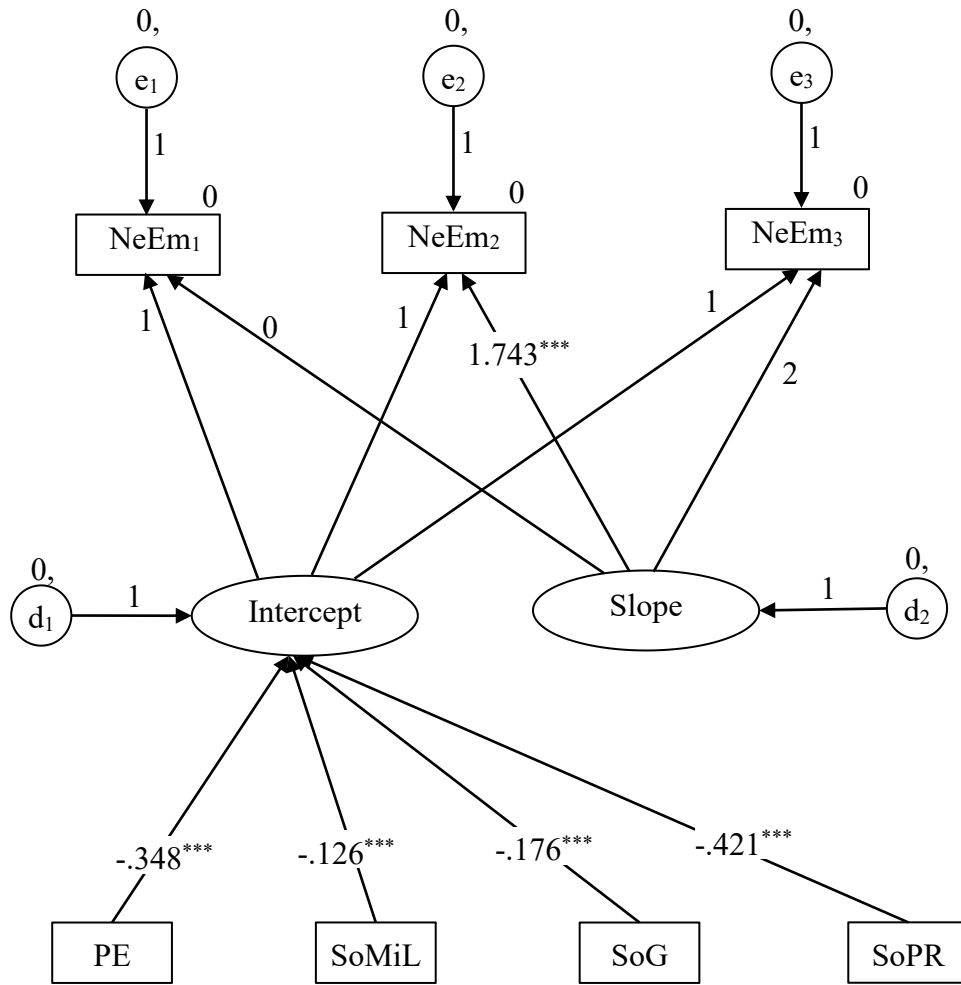 0, 0, 0,
e₁ e₂ e₃
1 1 1
0 0 0
NeEm₁ NeEm₂ NeEm₃
1 0 1 1.743*** 1 2
0, 0,
d₁ 1 Intercept Slope 1 d₂
-.348*** -.126*** -.176*** -.421***
PE SoMiL SoG SoPR